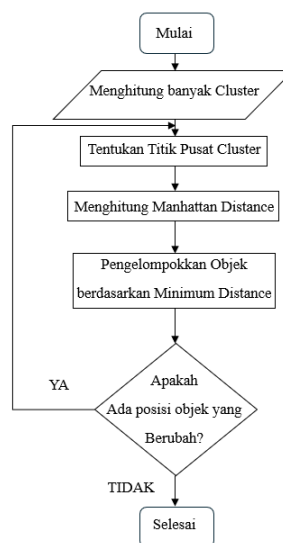 Mulai
Menghitung banyak Cluster
Tentukan Titik Pusat Cluster
Menghitung Manhattan Distance
Pengelompokkan Objek
berdasarkan Minimum Distance
Apakah
Ada posisi objek yang
Berubah?
YA
TIDAK
Selesai